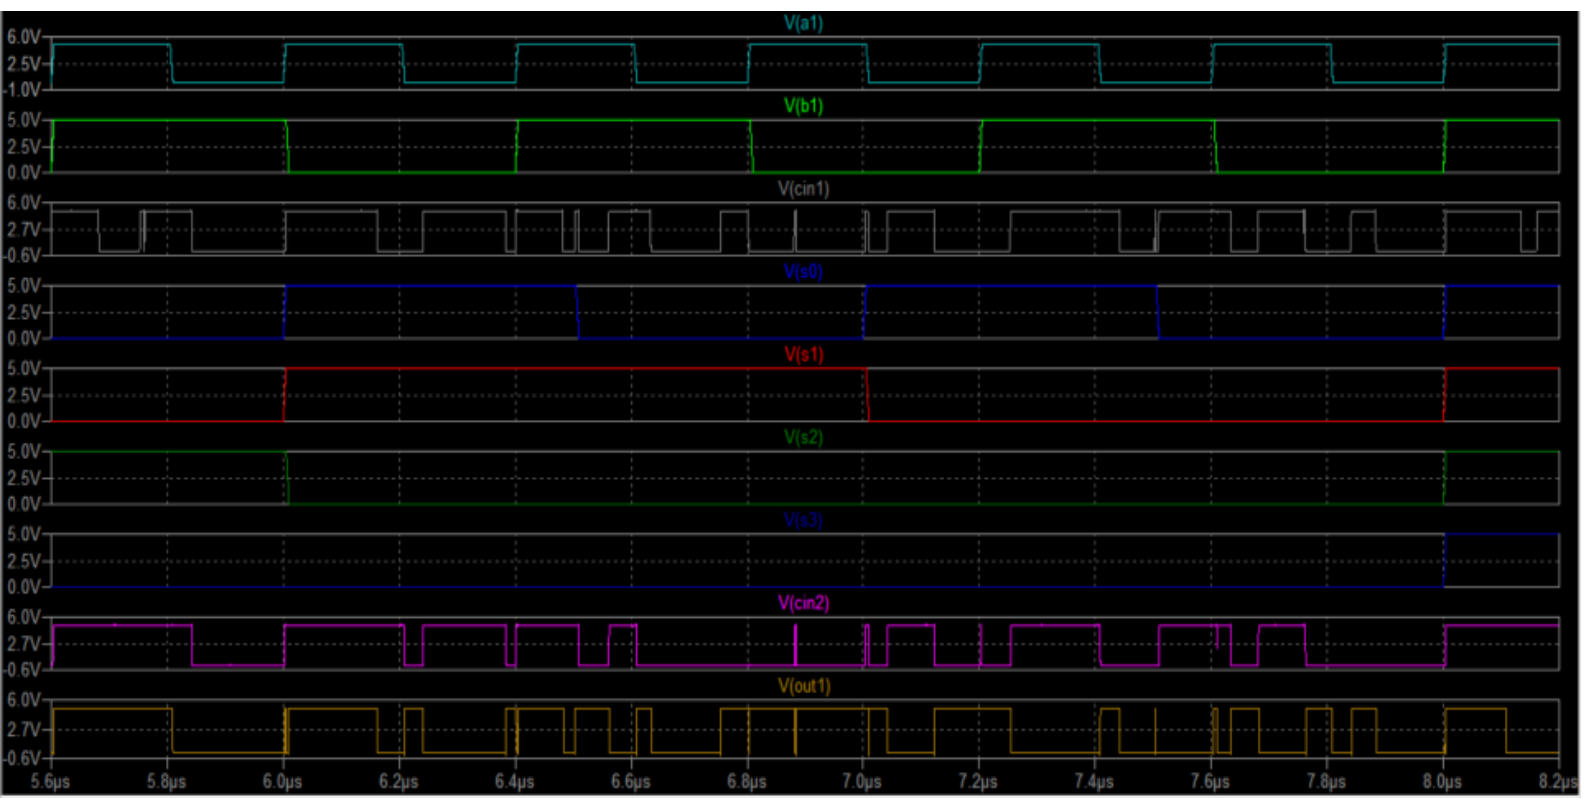 V(a1)
6.0V
2.5V
-1.0V
V(b1)
5.0V
2.5V
0.0V
V(cin1)
6.0V
2.7V
-0.6V
V(s0)
5.0V
2.5V
0.0V
V(s1)
5.0V
2.5V
0.0V
V(s2)
5.0V
2.5V
0.0V
V(s3)
5.0V
2.5V
0.0V
V(cin2)
6.0V
2.7V
-0.6V
V(out1)
6.0V
2.7V
-0.6V
5.6µs 5.8µs 6.0µs 6.2µs 6.4µs 6.6µs 6.8µs 7.0µs 7.2µs 7.4µs 7.6µs 7.8µs 8.0µs 8.2µs